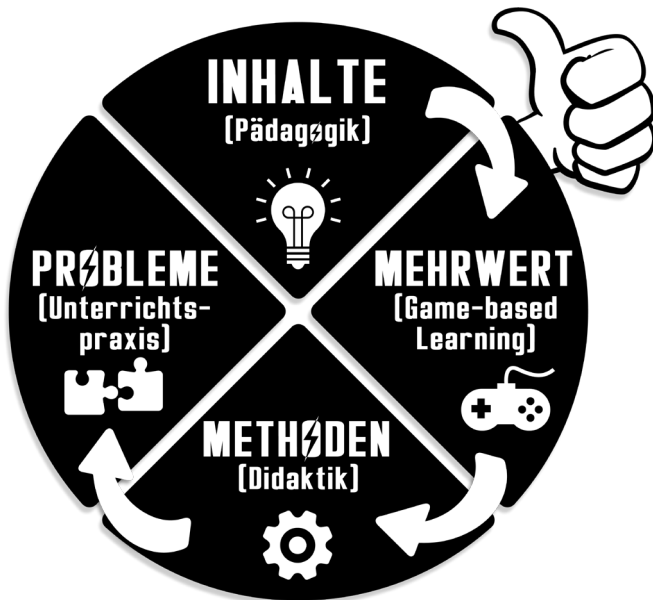 INHALTE
(Pädagogik)
MEHRWERT
(Game-based
Learning)
METHODEN
(Didaktik)
PROBLEME
(Unterrichts-
praxis)